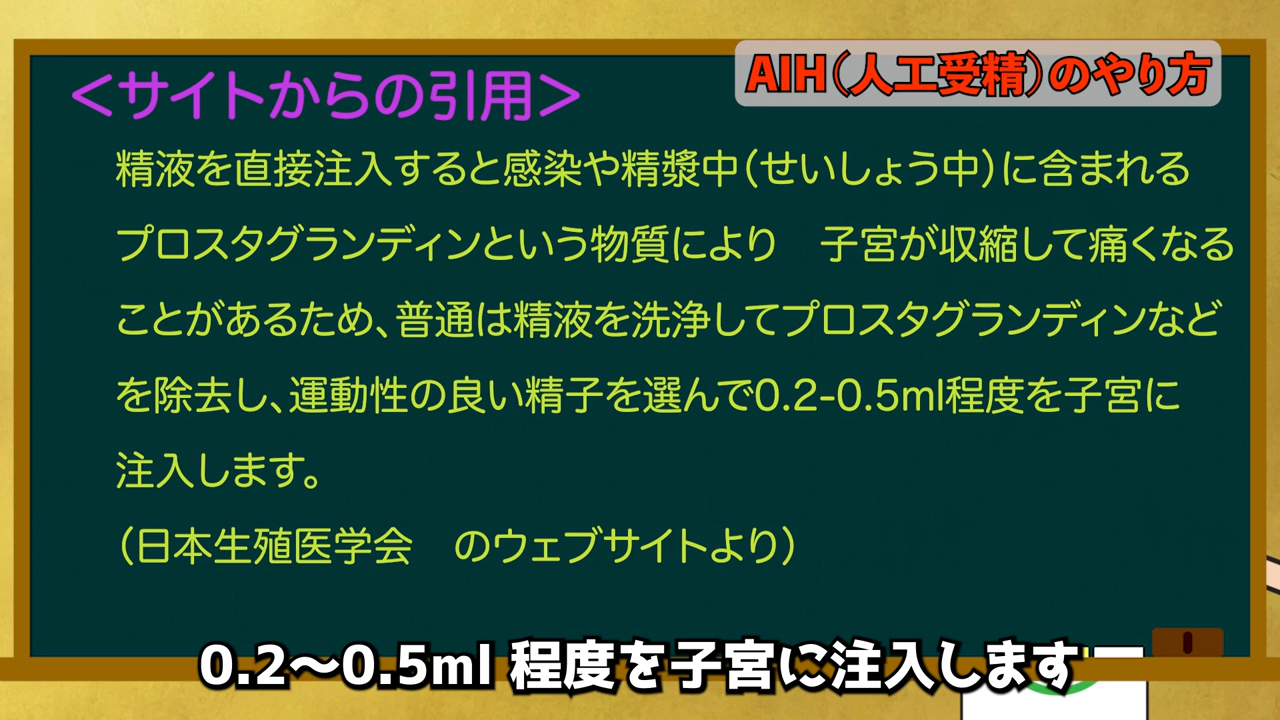 AIH(人工受精)のやり方
＜サイトからの引用＞
精液を直接注入すると感染や精漿中(せいしょう中)に含まれる
プロスタグランディンという物質により　子宮が収縮して痛くなる
ことがあるため、普通は精液を洗浄してプロスタグランディンなど
を除去し、運動性の良い精子を選んで0.2-0.5ml程度を子宮に
注入します。
(日本生殖医学会　のウェブサイトより)
0.2〜0.5ml 程度を子宮に注入します